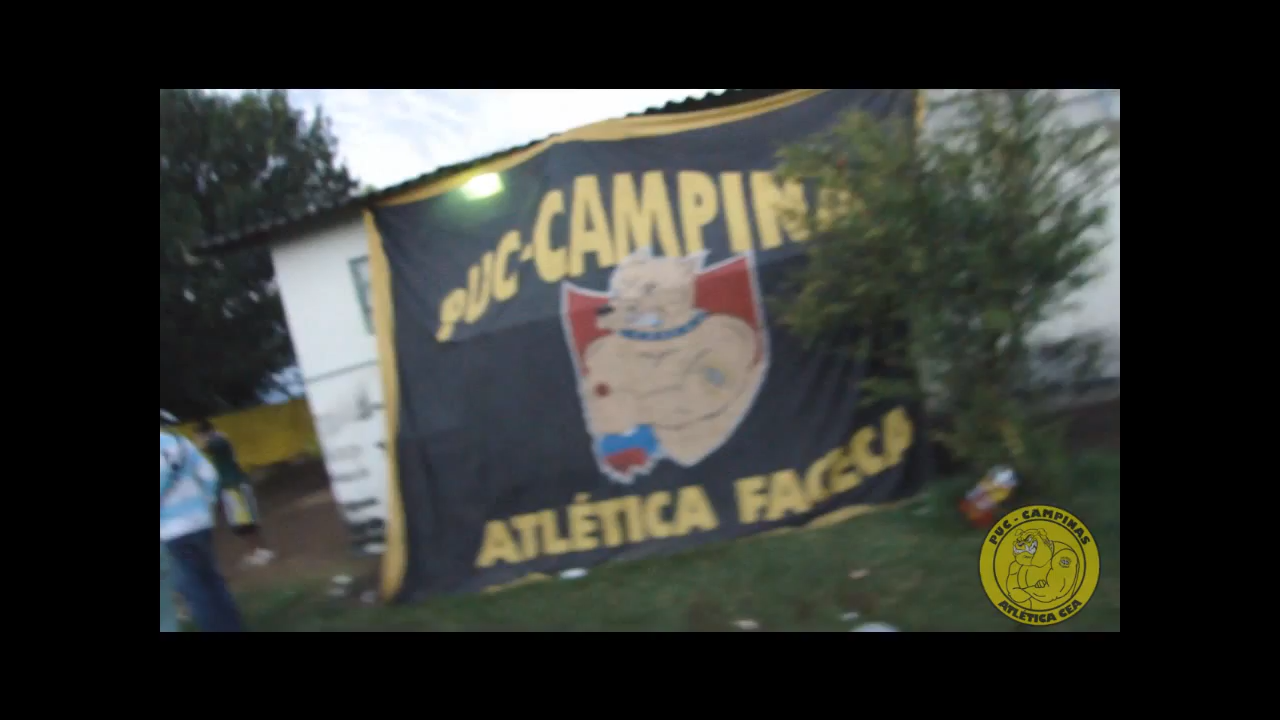 PUC-CAMPINA
ATLÉTICA FACECA
PUC - CAMPINAS
ATLÉTICA CEA